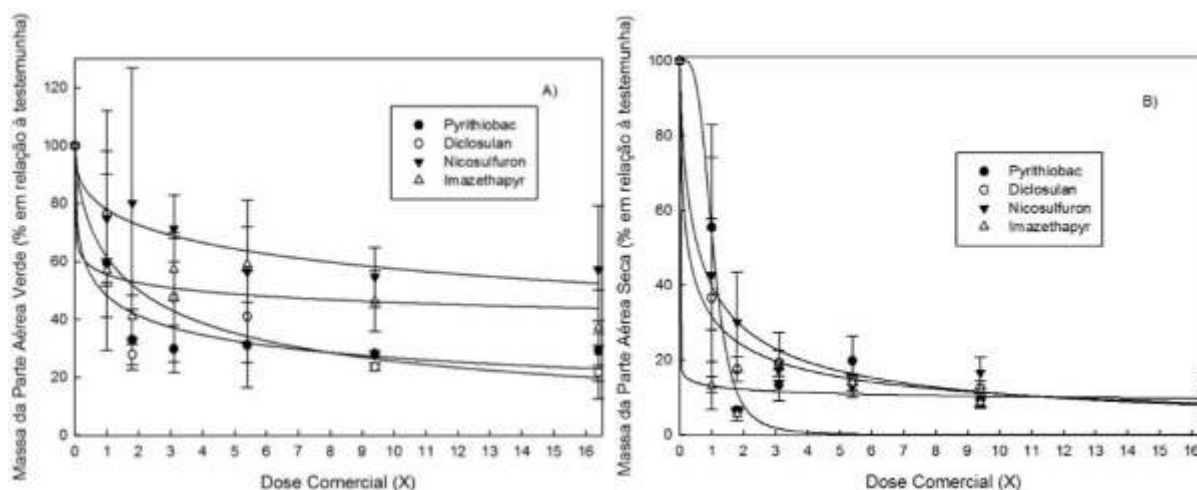 Massa da Parte Aérea Verde (% em relação à testemunha)
120
100
80
60
40
20
0
A)
Pyrithiobac
Diclosulan
Nicosulfuron
Imazethapyr
0 1 2 3 4 5 6 7 8 9 10 11 12 13 14 15 16
Dose Comercial (X)
Massa da Parte Aérea Seca (% em relação à testemunha)
100
80
60
40
20
0
B)
Pyrithiobac
Diclosulan
Nicosulfuron
Imazethapyr
0 1 2 3 4 5 6 7 8 9 10 11 12 13 14 15 16
Dose Comercial (X)